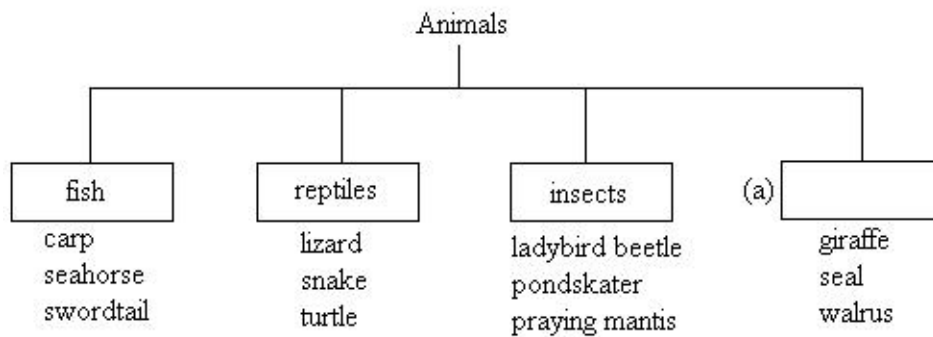 Animals
fish
carp
seahorse
swordtail
reptiles
lizard
snake
turtle
insects
ladybird beetle
pondskater
praying mantis
(a)
giraffe
seal
walrus